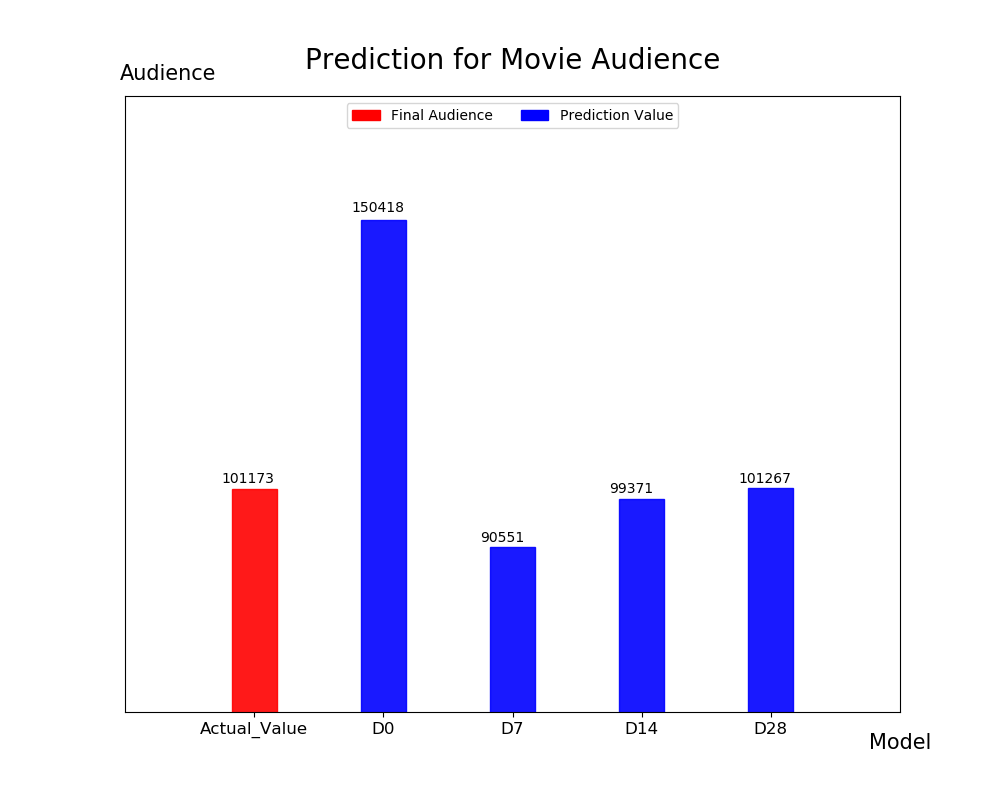 Prediction for Movie Audience
Audience
Final Audience
Prediction Value
150418
101173
90551
99371
101267
Actual_Value
D0
D7
D14
D28
Model